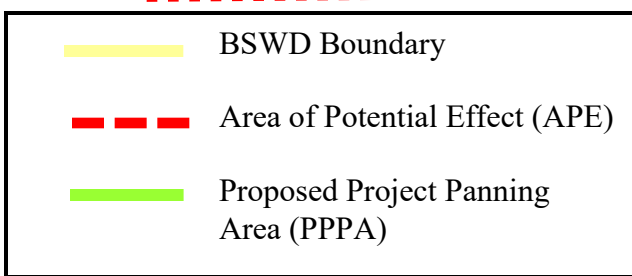 BSWD Boundary
Area of Potential Effect (APE)
Proposed Project Panning
Area (PPPA)